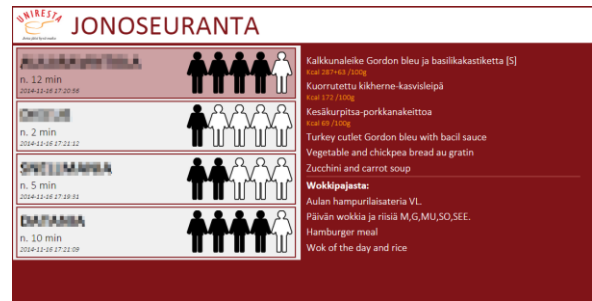 UNIRESTA
JONOSEURANTA
n. 12 min
2014-11-16 17:20:59
n. 2 min
2014-11-16 17:21:12
n. 5 min
2014-11-16 17:19:31
n. 10 min
2014-11-16 17:21:09
Kalkkunaleike Gordon bleu ja basilikakastiketta [S]
Kcal 287+63 /100g
Kuorrutettu kikherne-kasvisleipä
Kcal 172 /100g
Kesäkurpitsa-porkkanakeittoa
Kcal 69 /100g
Turkey cutlet Gordon bleu with bacil sauce
Vegetable and chickpea bread au gratin
Zucchini and carrot soup
Wokkipajasta:
Aulan hampurilaisateria VL.
Päivän wokkia ja riisiä M,G,MU,SO,SEE.
Hamburger meal
Wok of the day and rice